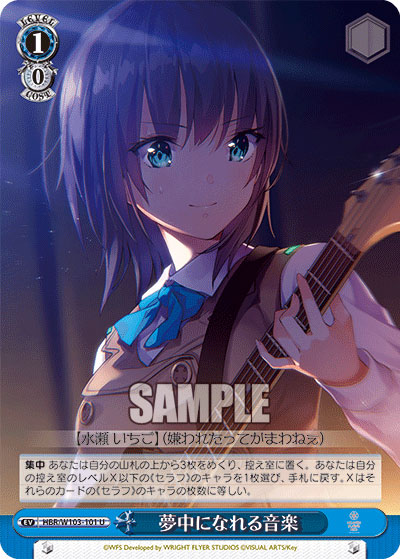 LEVEL
1
0
COST
SAMPLE
【水瀬 いちご】(嫌われたってかまわねぇ)
集中 あなたは自分の山札の上から3枚をめくり、控え室に置く。あなたは自分
の控え室のレベルX以下の《セラフ》のキャラを1枚選び、手札に戻す。Xはそ
れらのカードの《セラフ》のキャラの枚数に等しい。
EV HBR/W103-101 U
夢中になれる音楽
©WFS Developed by WRIGHT FLYER STUDIOS ©VISUAL ARTS/Key